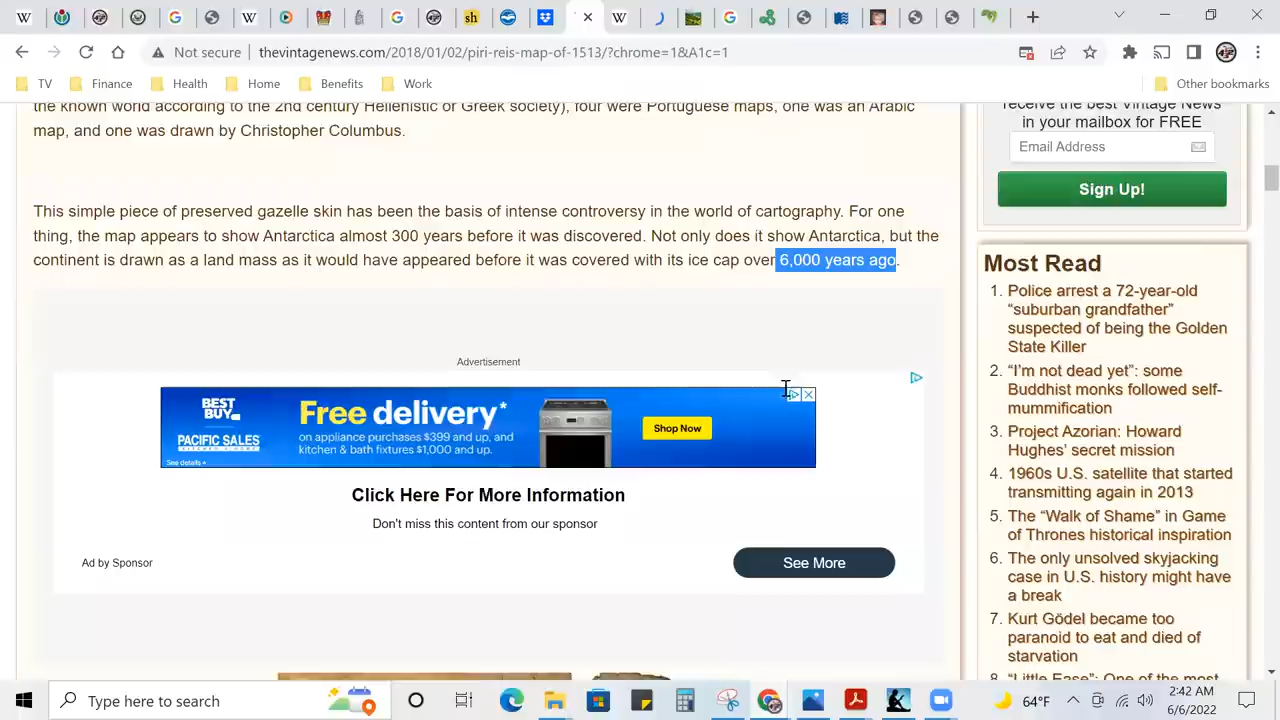 Not secure
thevintagenews.com/2018/01/02/piri-reis-map-of-1513/?chrome=1&A1c=1
TV
Finance
Health
Home
Benefits
Work
Other bookmarks
the known world according to the 2nd century Hellenistic or Greek society), four were Portuguese maps, one was an Arabic
map, and one was drawn by Christopher Columbus.
This simple piece of preserved gazelle skin has been the basis of intense controversy in the world of cartography. For one
thing, the map appears to show Antarctica almost 300 years before it was discovered. Not only does it show Antarctica, but the
continent is drawn as a land mass as it would have appeared before it was covered with its ice cap over 6,000 years ago.
Advertisement
BEST
BUY
PACIFIC SALES
KITCHEN & HOME
See details
Free delivery*
on appliance purchases $399 and up, and
kitchen & bath fixtures $1,000 and up.
Shop Now
Click Here For More Information
Don't miss this content from our sponsor
Ad by Sponsor
See More
receive the best Vintage News
in your mailbox for FREE
Email Address
Sign Up!
Most Read
1. Police arrest a 72-year-old
“suburban grandfather”
suspected of being the Golden
State Killer
2. “I’m not dead yet”: some
Buddhist monks followed self-
mummification
3. Project Azorian: Howard
Hughes’ secret mission
4. 1960s U.S. satellite that started
transmitting again in 2013
5. The “Walk of Shame” in Game
of Thrones historical inspiration
6. The only unsolved skyjacking
case in U.S. history might have
a break
7. Kurt Gödel became too
paranoid to eat and died of
starvation
8. “Little Ease”: One of the most
Type here to search
64°F
2:42 AM
6/6/2022